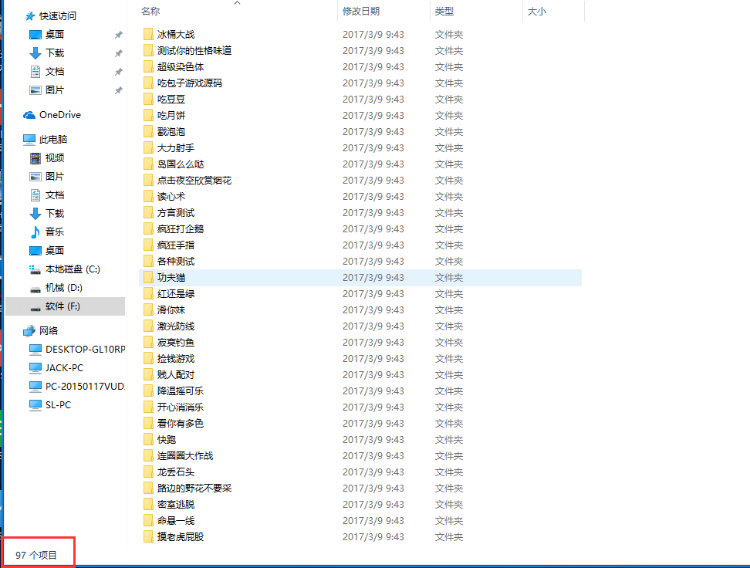 名称 修改日期 类型 大小
快速访问
桌面
下载
文档
图片
OneDrive
此电脑
视频
图片
文档
下载
音乐
桌面
本地磁盘 (C:)
机械 (D:)
软件 (F:)
网络
DESKTOP-GL10RP
JACK-PC
PC-20150117VUD
SL-PC
冰桶大战 2017/3/9 9:43 文件夹
测试你的性格味道 2017/3/9 9:43 文件夹
超级染色体 2017/3/9 9:43 文件夹
吃包子游戏源码 2017/3/9 9:43 文件夹
吃豆豆 2017/3/9 9:43 文件夹
吃月饼 2017/3/9 9:43 文件夹
戳泡泡 2017/3/9 9:43 文件夹
大力射手 2017/3/9 9:43 文件夹
岛国么么哒 2017/3/9 9:43 文件夹
点击夜空欣赏烟花 2017/3/9 9:43 文件夹
读心术 2017/3/9 9:43 文件夹
方言测试 2017/3/9 9:43 文件夹
疯狂打企鹅 2017/3/9 9:43 文件夹
疯狂手指 2017/3/9 9:43 文件夹
各种测试 2017/3/9 9:43 文件夹
功夫猫 2017/3/9 9:43 文件夹
红还是绿 2017/3/9 9:43 文件夹
滑你妹 2017/3/9 9:43 文件夹
激光防线 2017/3/9 9:43 文件夹
寂寞钓鱼 2017/3/9 9:43 文件夹
捡钱游戏 2017/3/9 9:43 文件夹
贱人配对 2017/3/9 9:43 文件夹
降温摇可乐 2017/3/9 9:43 文件夹
开心消消乐 2017/3/9 9:43 文件夹
看你有多色 2017/3/9 9:43 文件夹
快跑 2017/3/9 9:43 文件夹
连圈圈大作战 2017/3/9 9:43 文件夹
龙丢石头 2017/3/9 9:43 文件夹
路边的野花不要采 2017/3/9 9:43 文件夹
密室逃脱 2017/3/9 9:43 文件夹
命悬一线 2017/3/9 9:43 文件夹
摸老虎屁股 2017/3/9 9:43 文件夹
97 个项目